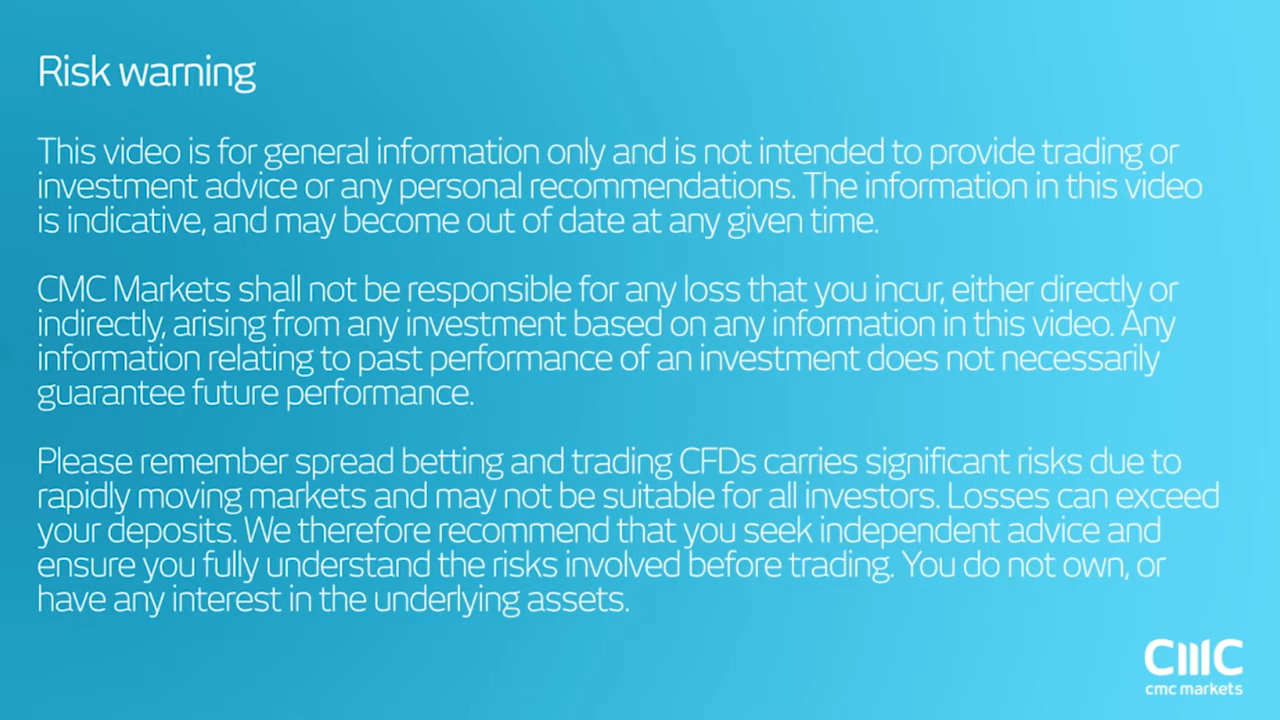 Risk warning
This video is for general information only and is not intended to provide trading or
investment advice or any personal recommendations. The information in this video
is indicative, and may become out of date at any given time.
CMC Markets shall not be responsible for any loss that you incur, either directly or
indirectly, arising from any investment based on any information in this video. Any
information relating to past performance of an investment does not necessarily
guarantee future performance.
Please remember spread betting and trading CFDs carries significant risks due to
rapidly moving markets and may not be suitable for all investors. Losses can exceed
your deposits. We therefore recommend that you seek independent advice and
ensure you fully understand the risks involved before trading. You do not own, or
have any interest in the underlying assets.
CMC
cmc markets